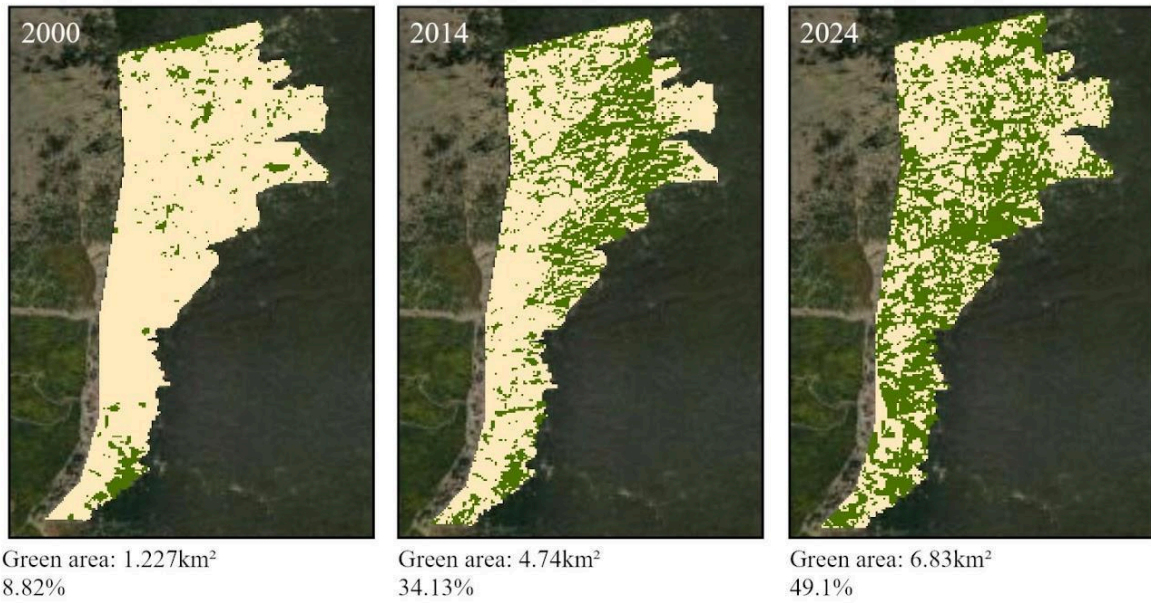 2000
2014
2024
Green area: 1.227km²
8.82%
Green area: 4.74km²
34.13%
Green area: 6.83km²
49.1%